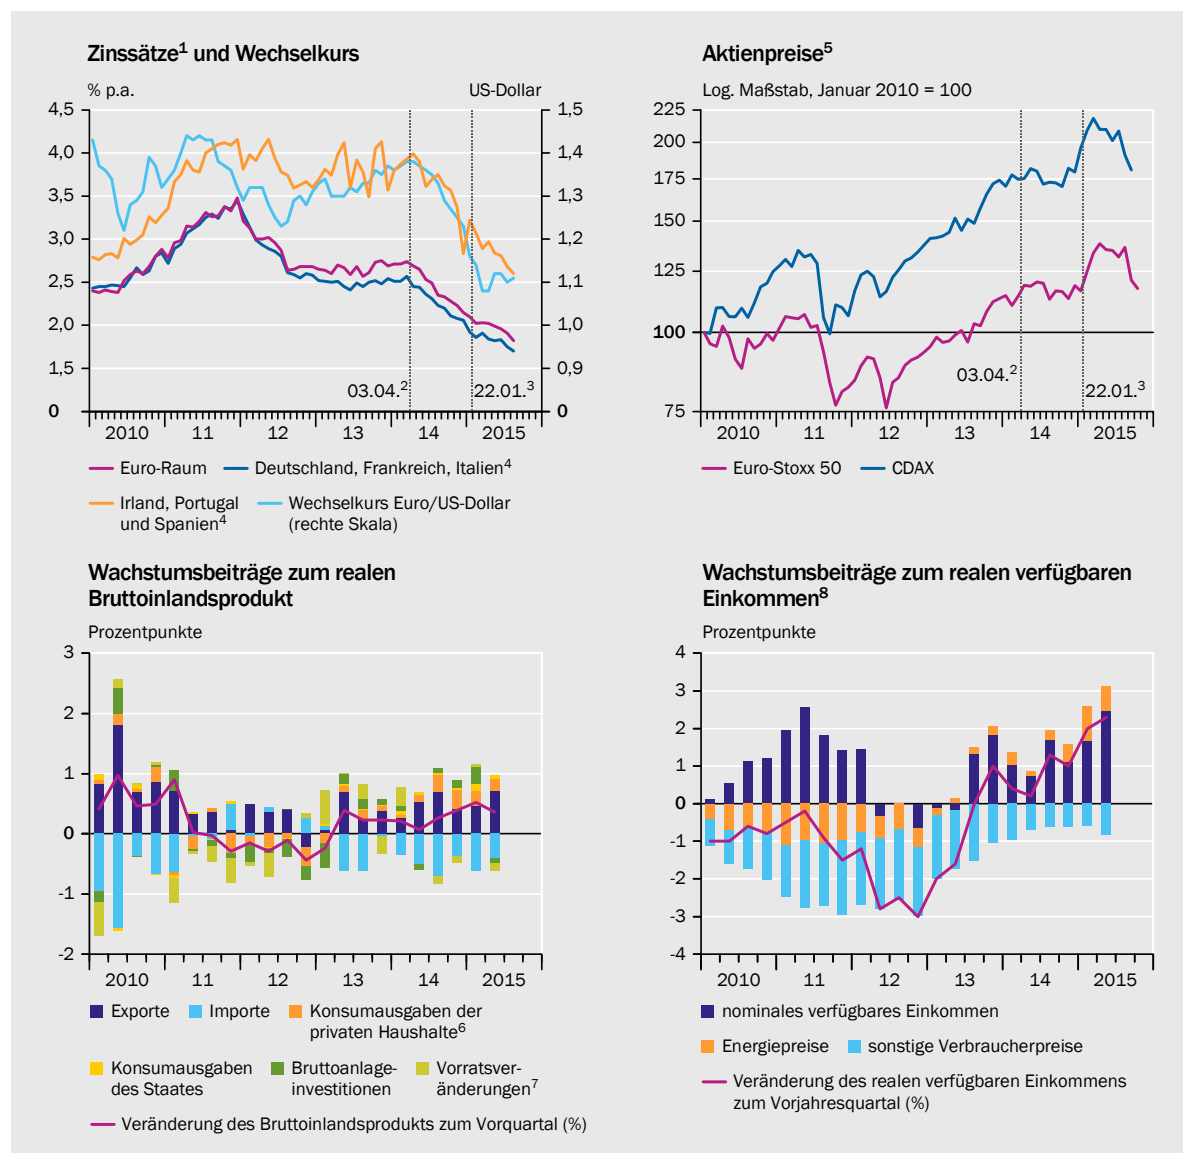 Zinssätze¹ und Wechselkurs
% p.a.
US-Dollar
4,5
4,0
3,5
3,0
2,5
2,0
1,5
0
1,5
1,4
1,3
1,2
1,1
1,0
0,9
0
03.04.²
22.01.³
2010 11 12 13 14 2015
Euro-Raum
Deutschland, Frankreich, Italien⁴
Irland, Portugal
und Spanien⁴
Wechselkurs Euro/US-Dollar
(rechte Skala)
Aktienpreise⁵
Log. Maßstab, Januar 2010 = 100
225
200
175
150
125
100
75
03.04.²
22.01.³
2010 11 12 13 14 2015
Euro-Stoxx 50
CDAX
Wachstumsbeiträge zum realen
Bruttoinlandsprodukt
Prozentpunkte
3
2
1
0
-1
-2
2010 11 12 13 14 2015
Exporte
Importe
Konsumausgaben der
privaten Haushalte⁶
Konsumausgaben
des Staates
Bruttoanlage-
investitionen
Vorratsver-
änderungen⁷
Veränderung des Bruttoinlandsprodukts zum Vorquartal (%)
Wachstumsbeiträge zum realen verfügbaren
Einkommen⁸
Prozentpunkte
4
3
2
1
0
-1
-2
-3
-4
2010 11 12 13 14 2015
nominales verfügbares Einkommen
Energiepreise
sonstige Verbraucherpreise
Veränderung des realen verfügbaren Einkommens
zum Vorjahresquartal (%)